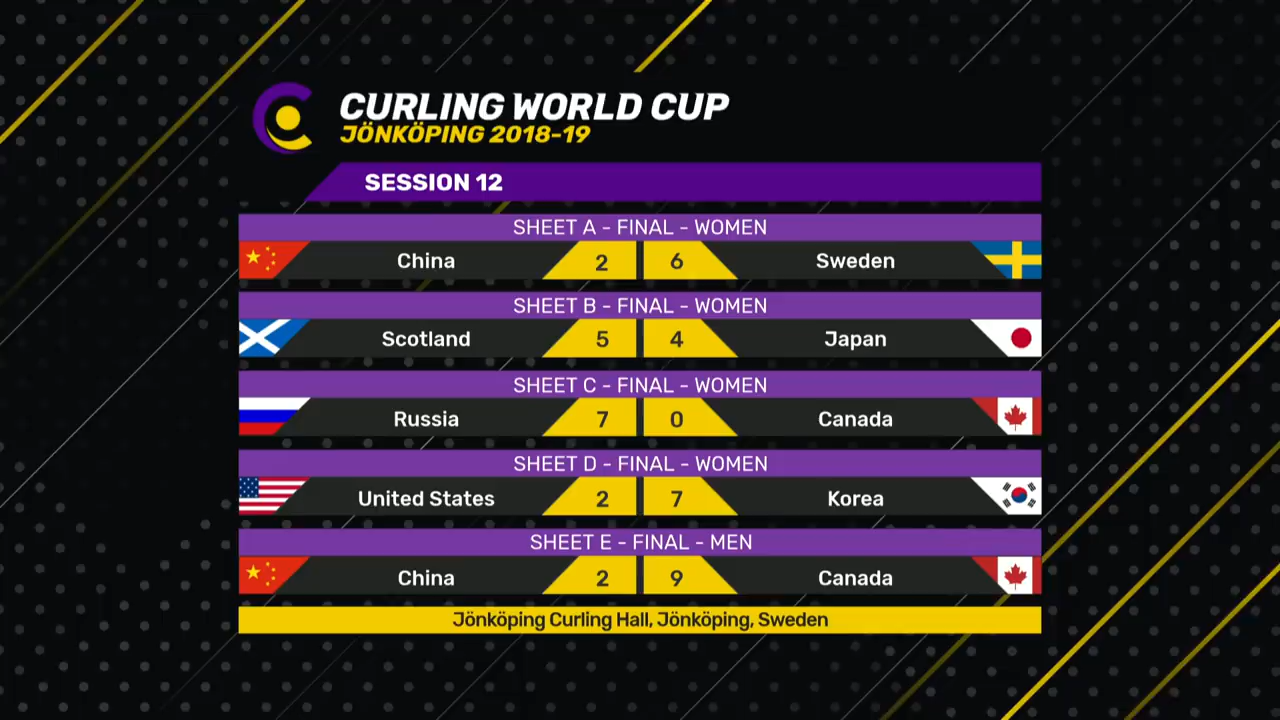 CURLING WORLD CUP
JÖNKÖPING 2018-19
SESSION 12
SHEET A - FINAL - WOMEN
China 2 6 Sweden
SHEET B - FINAL - WOMEN
Scotland 5 4 Japan
SHEET C - FINAL - WOMEN
Russia 7 0 Canada
SHEET D - FINAL - WOMEN
United States 2 7 Korea
SHEET E - FINAL - MEN
China 2 9 Canada
Jönköping Curling Hall, Jönköping, Sweden